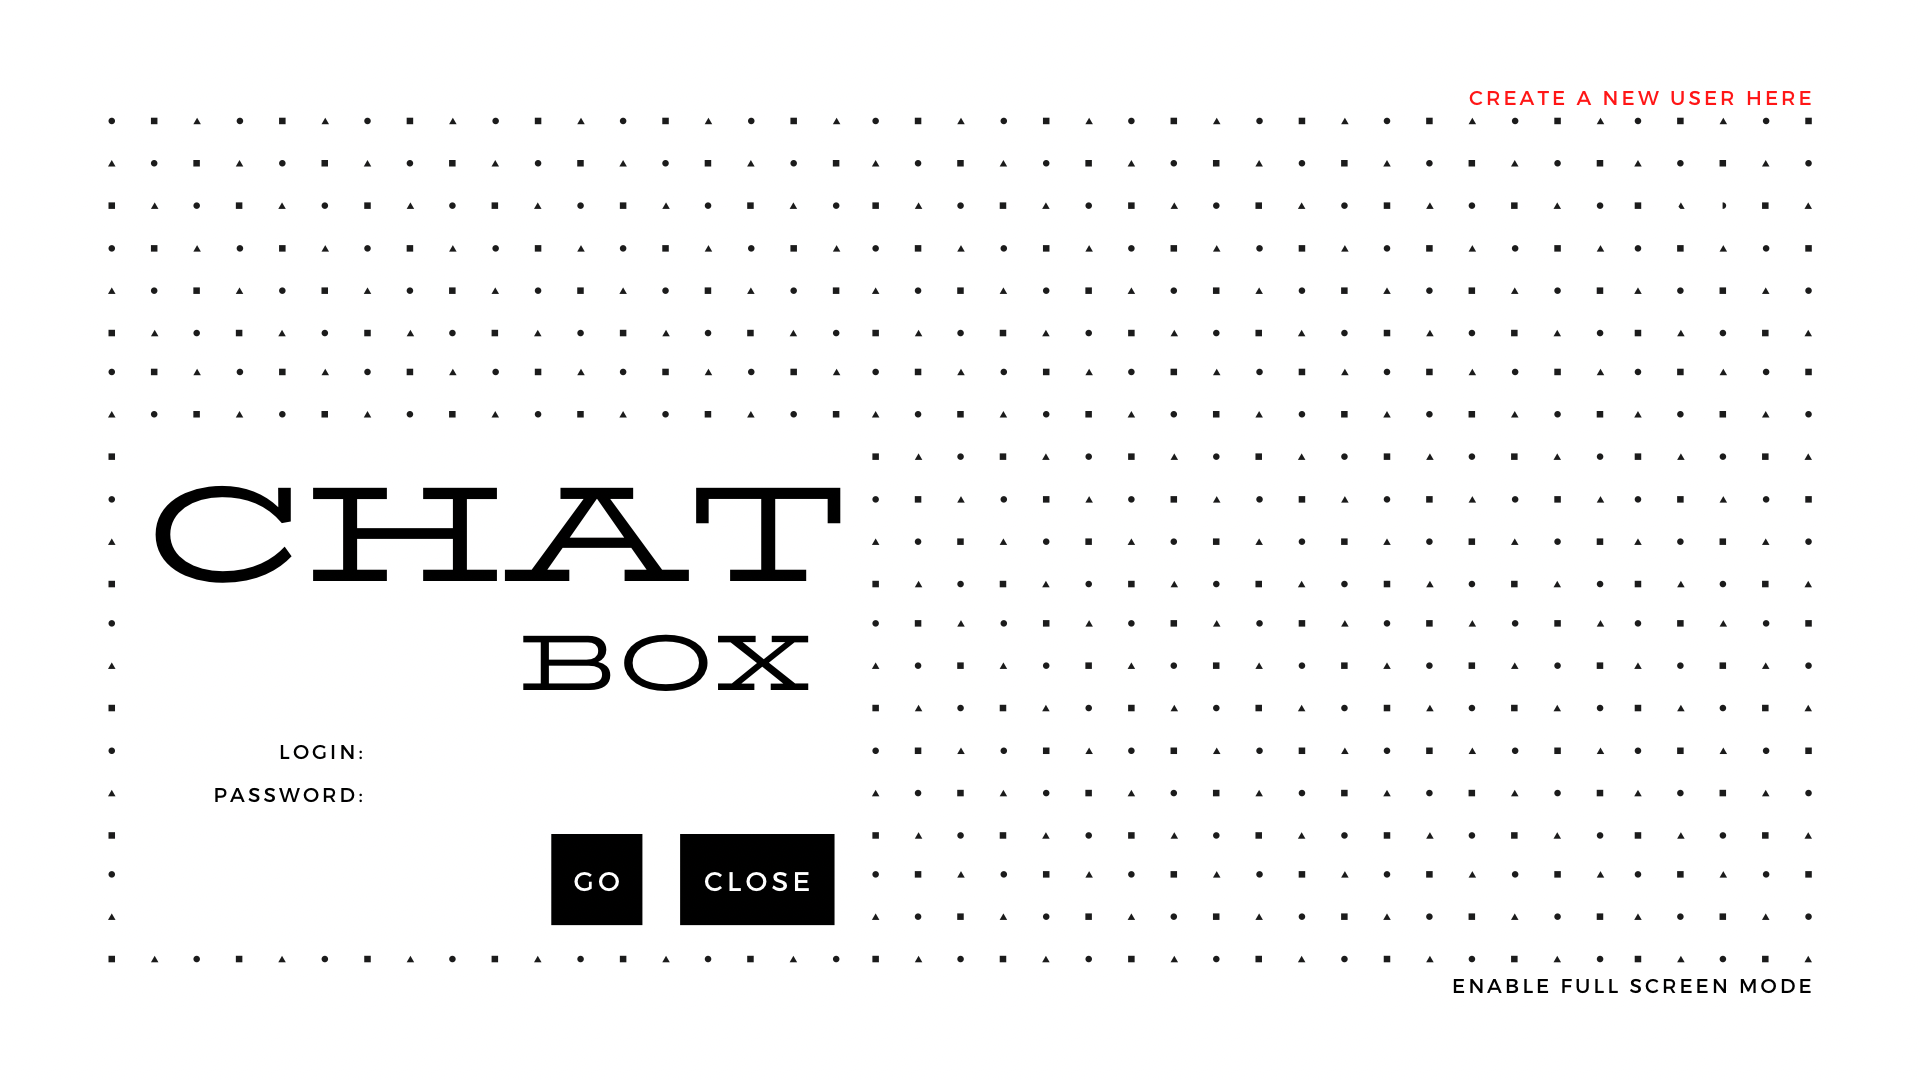 CREATE A NEW USER HERE
CHAT
BOX
LOGIN:
PASSWORD:
GO
CLOSE
ENABLE FULL SCREEN MODE